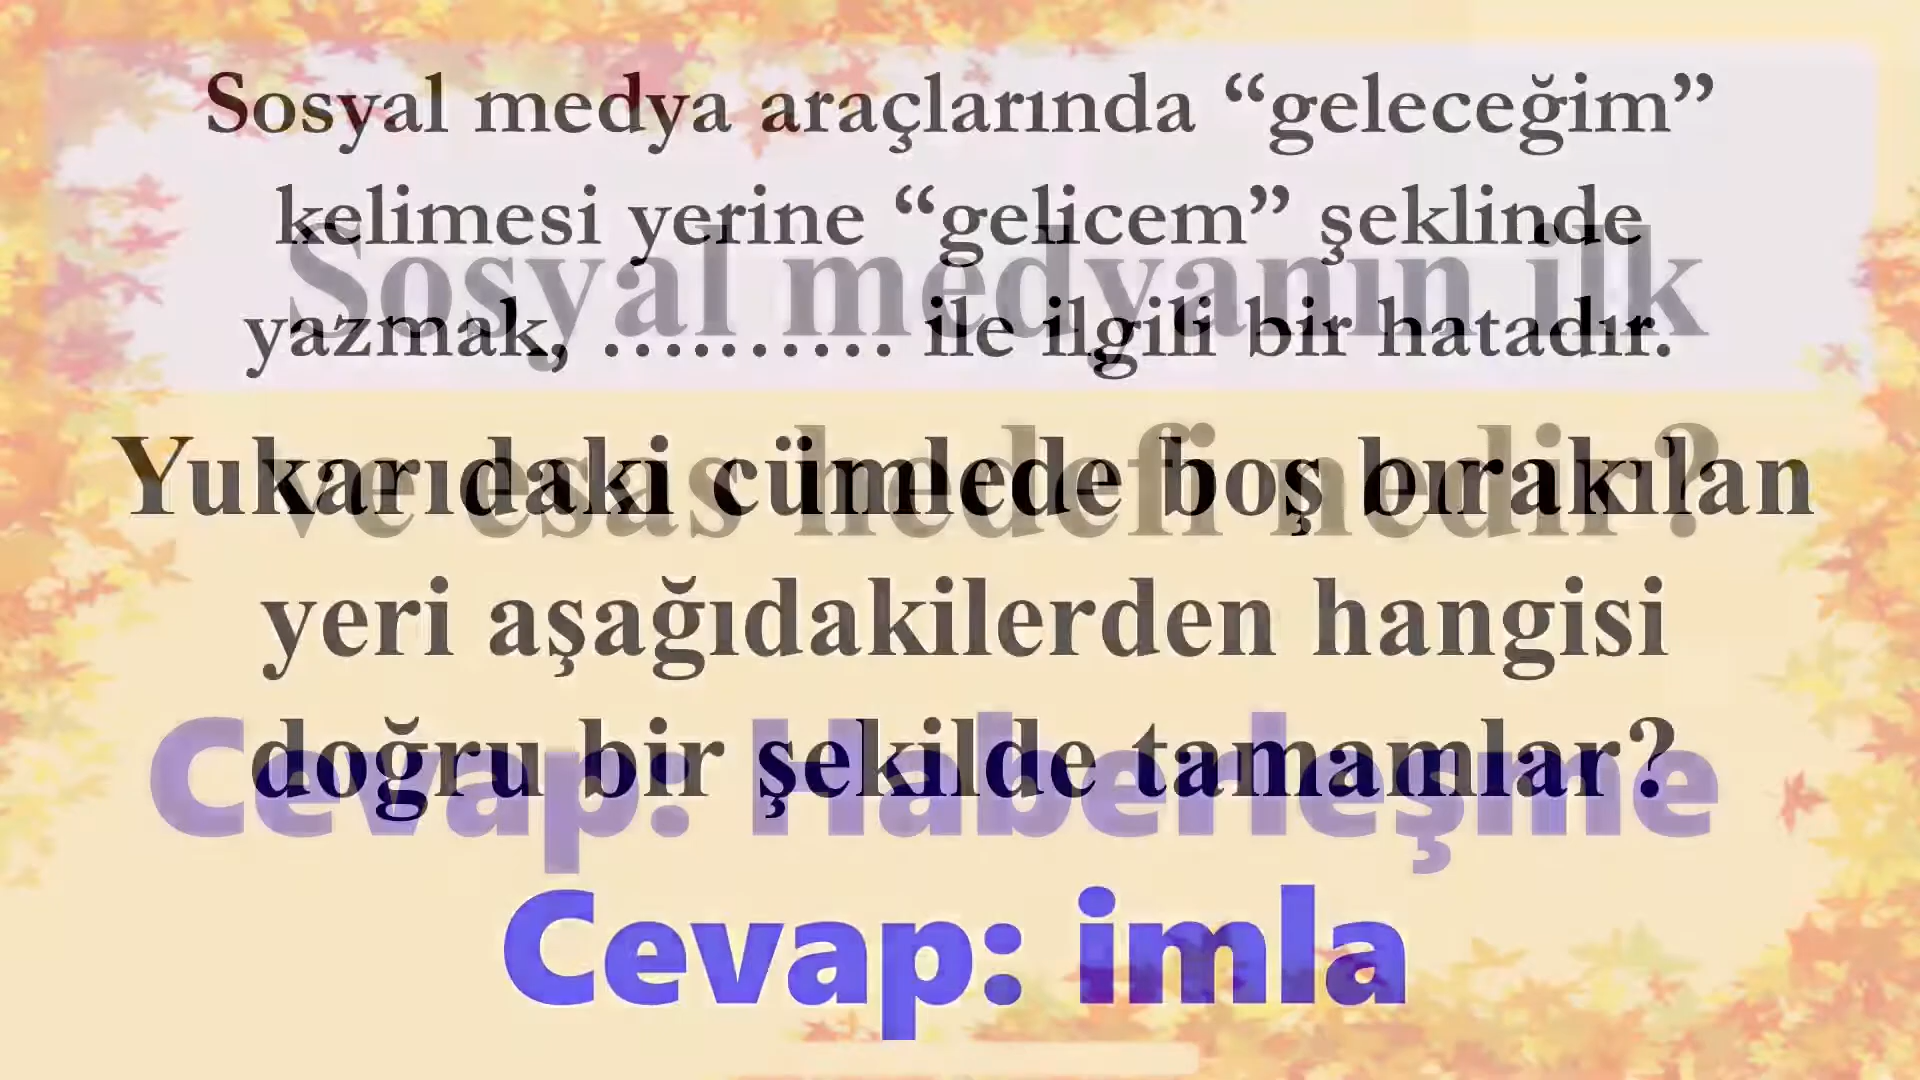 Sosyal medya araçlarında “geleceğim”
kelimesi yerine “gelicem” şeklinde
yazmak, .......... ile ilgili bir hatadır.
Yukarıdaki cümlede boş bırakılan
yeri aşağıdakilerden hangisi
doğru bir şekilde tamamlar?
Cevap: imla
Sosyal medyanın ilk
ve esas hedefi nedir?
Cevap: Haberleşme